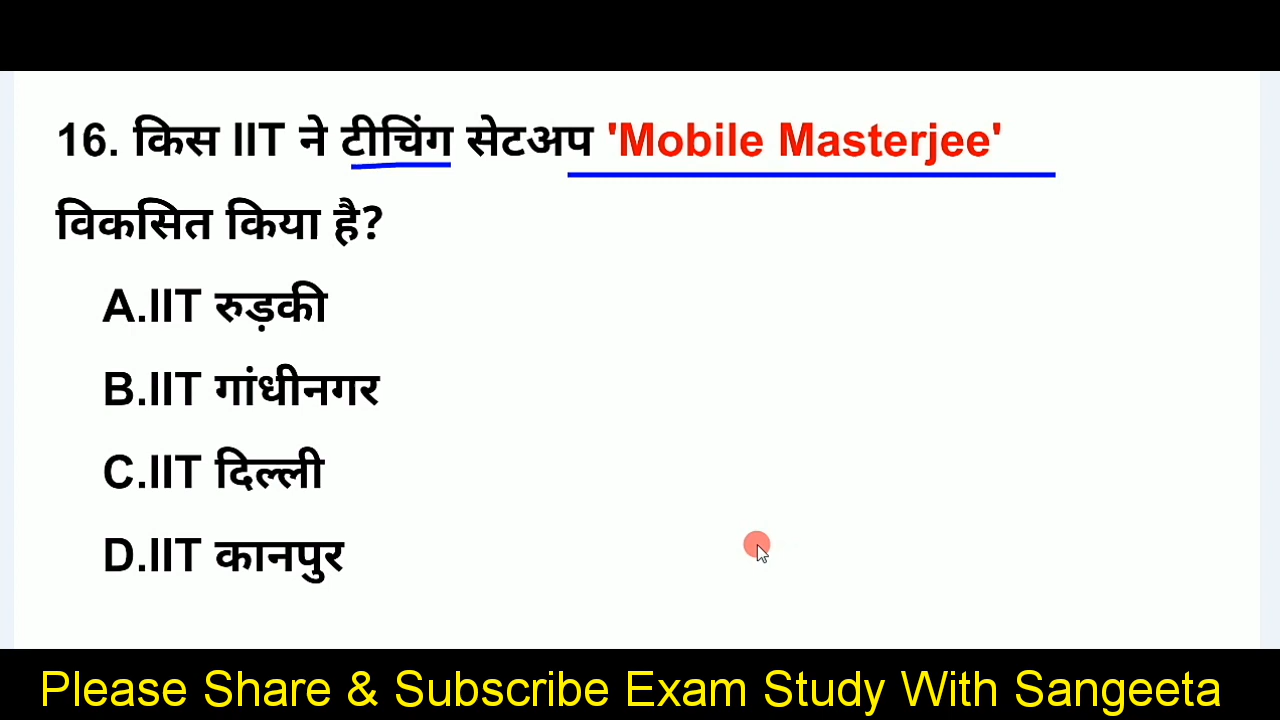 16. किस IIT ने टीचिंग सेटअप 'Mobile Masterjee'
विकसित किया है?
A.IIT रुड़की
B.IIT गांधीनगर
C.IIT दिल्ली
D.IIT कानपुर
Please Share & Subscribe Exam Study With Sangeeta